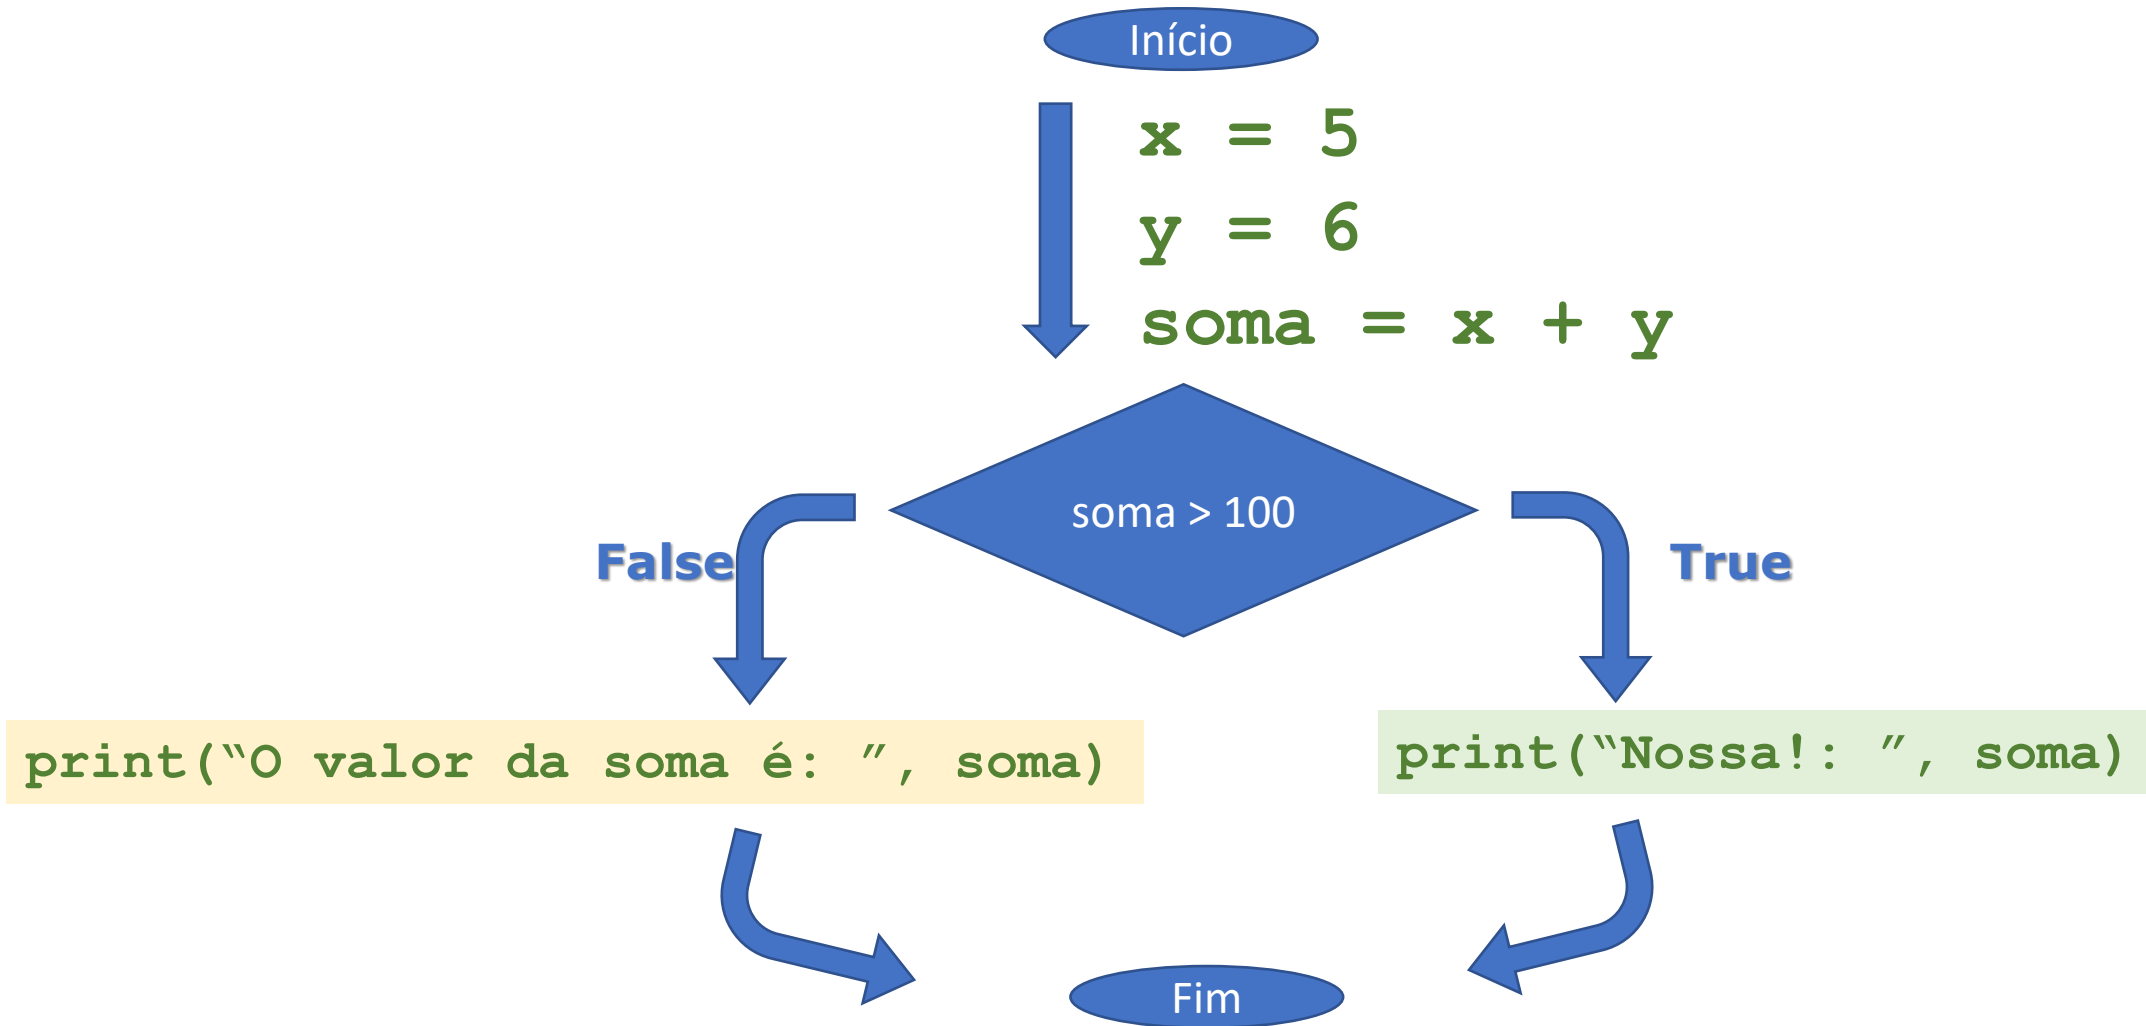 Início
x = 5
y = 6
soma = x + y
soma > 100
False
True
print(“O valor da soma é: ”, soma)
print(“Nossa!: ”, soma)
Fim